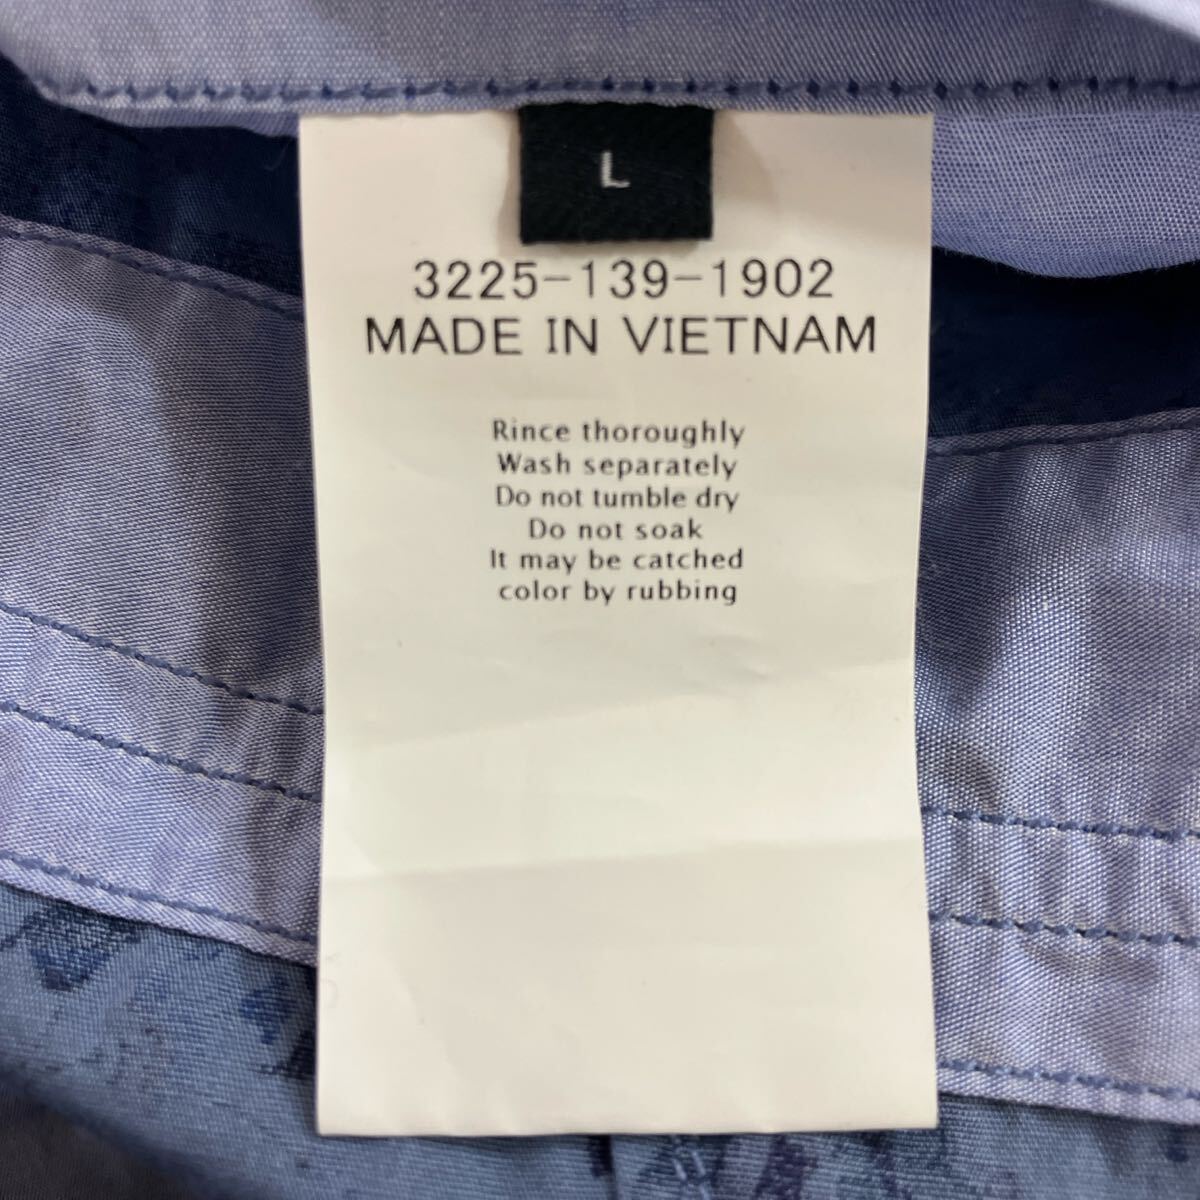 L
3225-139-1902
MADE IN VIETNAM
Rince thoroughly
Wash separately
Do not tumble dry
Do not soak
It may be catched
color by rubbing